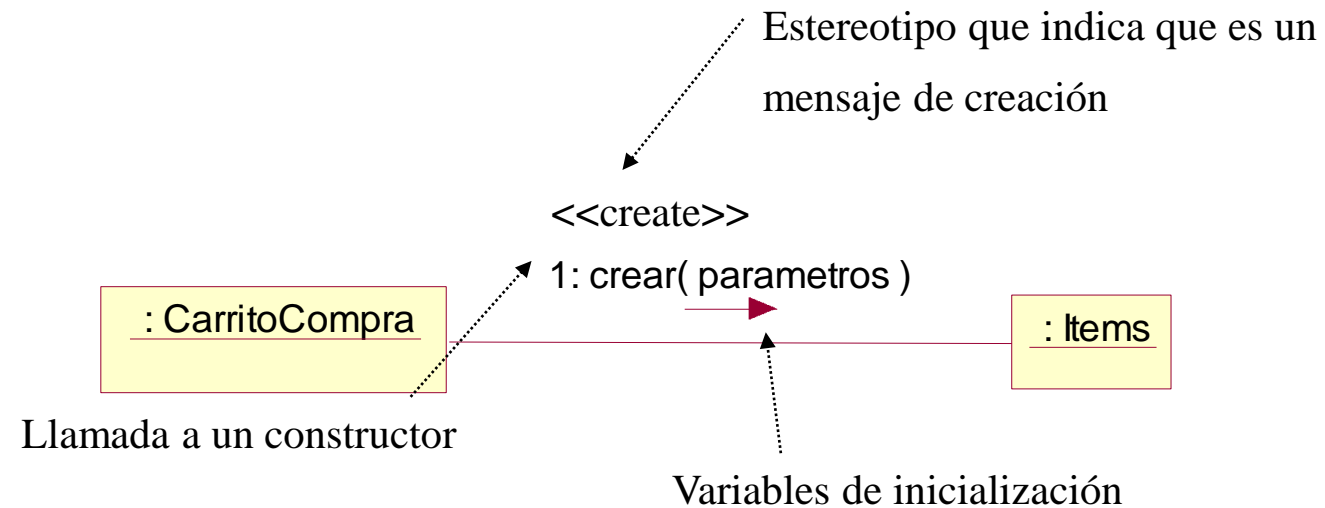 Estereotipo que indica que es un
mensaje de creación
<<create>>
1: crear( parametros )
: CarritoCompra
: Items
Llamada a un constructor
Variables de inicialización